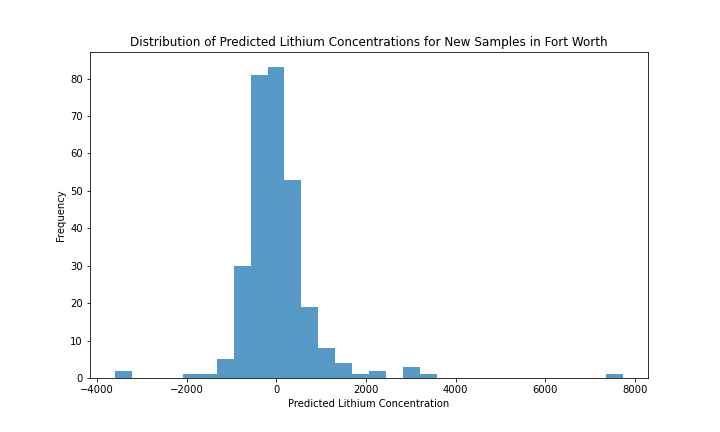 Distribution of Predicted Lithium Concentrations for New Samples in Fort Worth
80
70
60
50
40
30
20
10
0
Frequency
−4000 −2000 0 2000 4000 6000 8000
Predicted Lithium Concentration